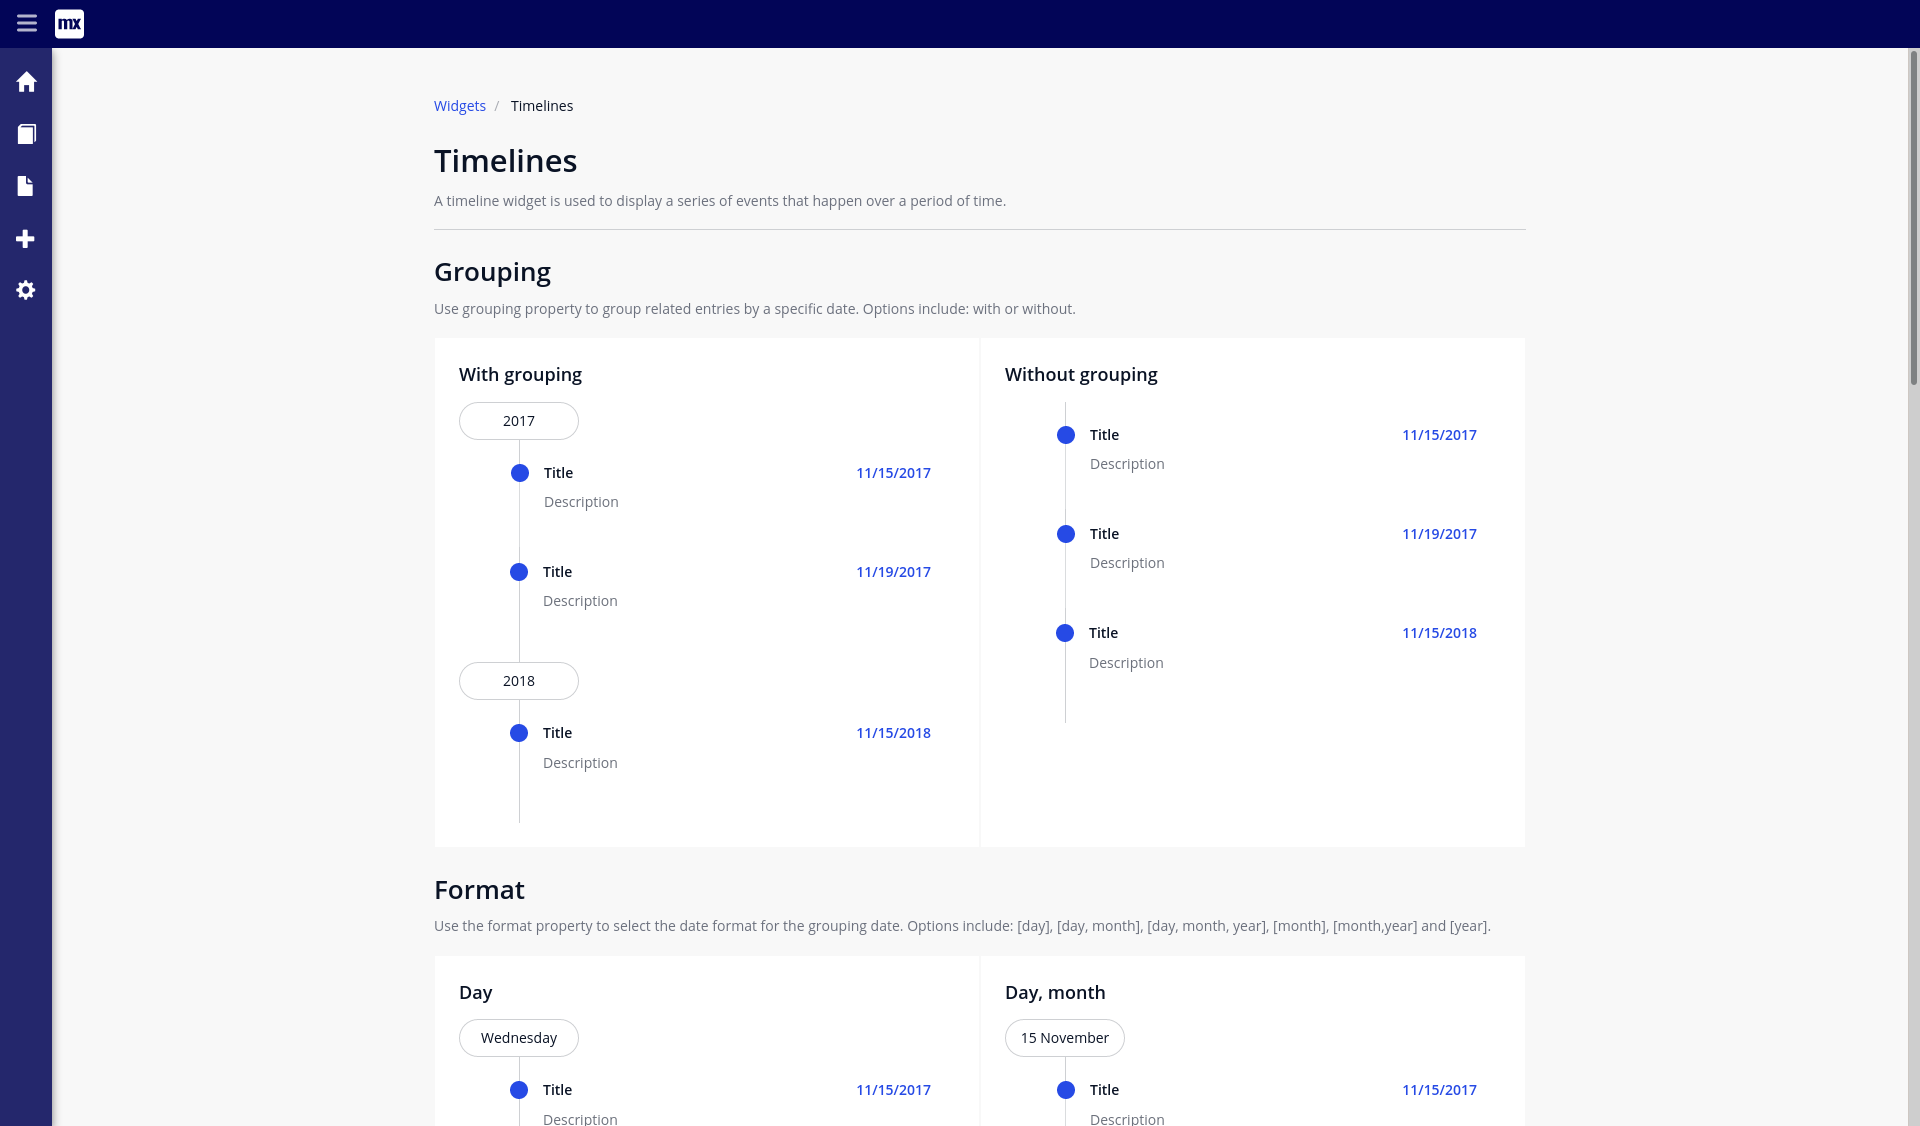 mx
Widgets / Timelines
Timelines
A timeline widget is used to display a series of events that happen over a period of time.
Grouping
Use grouping property to group related entries by a specific date. Options include: with or without.
With grouping
2017
Title 11/15/2017
Description
Title 11/19/2017
Description
2018
Title 11/15/2018
Description
Without grouping
Title 11/15/2017
Description
Title 11/19/2017
Description
Title 11/15/2018
Description
Format
Use the format property to select the date format for the grouping date. Options include: [day], [day, month], [day, month, year], [month], [month,year] and [year].
Day
Wednesday
Title 11/15/2017
Description
Day, month
15 November
Title 11/15/2017
Description